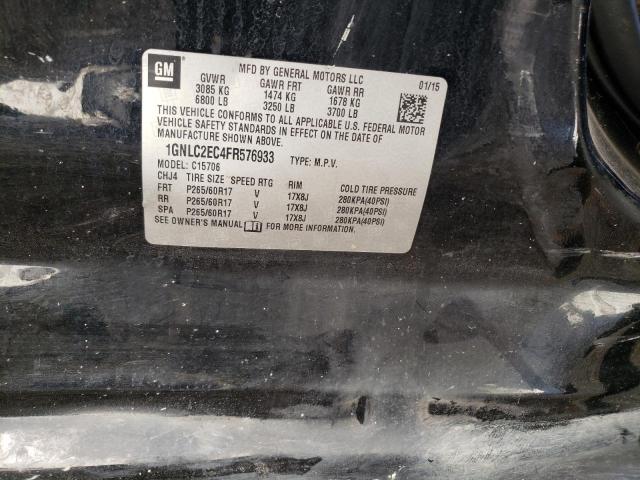 GM
MFD BY GENERAL MOTORS LLC
01/15
GVWR GAWR FRT GAWR RR
3085 KG 1474 KG 1678 KG
6800 LB 3250 LB 3700 LB
THIS VEHICLE CONFORMS TO ALL APPLICABLE U.S. FEDERAL MOTOR
VEHICLE SAFETY STANDARDS IN EFFECT ON THE DATE OF
MANUFACTURE SHOWN ABOVE.
1GNLC2EC4FR576933 TYPE: M.P.V.
MODEL: C15706
CHJ4 TIRE SIZE SPEED RTG RIM COLD TIRE PRESSURE
FRT P265/60R17 V 17X8J 280KPA(40PSI)
RR P265/60R17 V 17X8J 280KPA(40PSI)
SPA P265/60R17 V 17X8J 280KPA(40PSI)
SEE OWNER'S MANUAL FOR MORE INFORMATION.